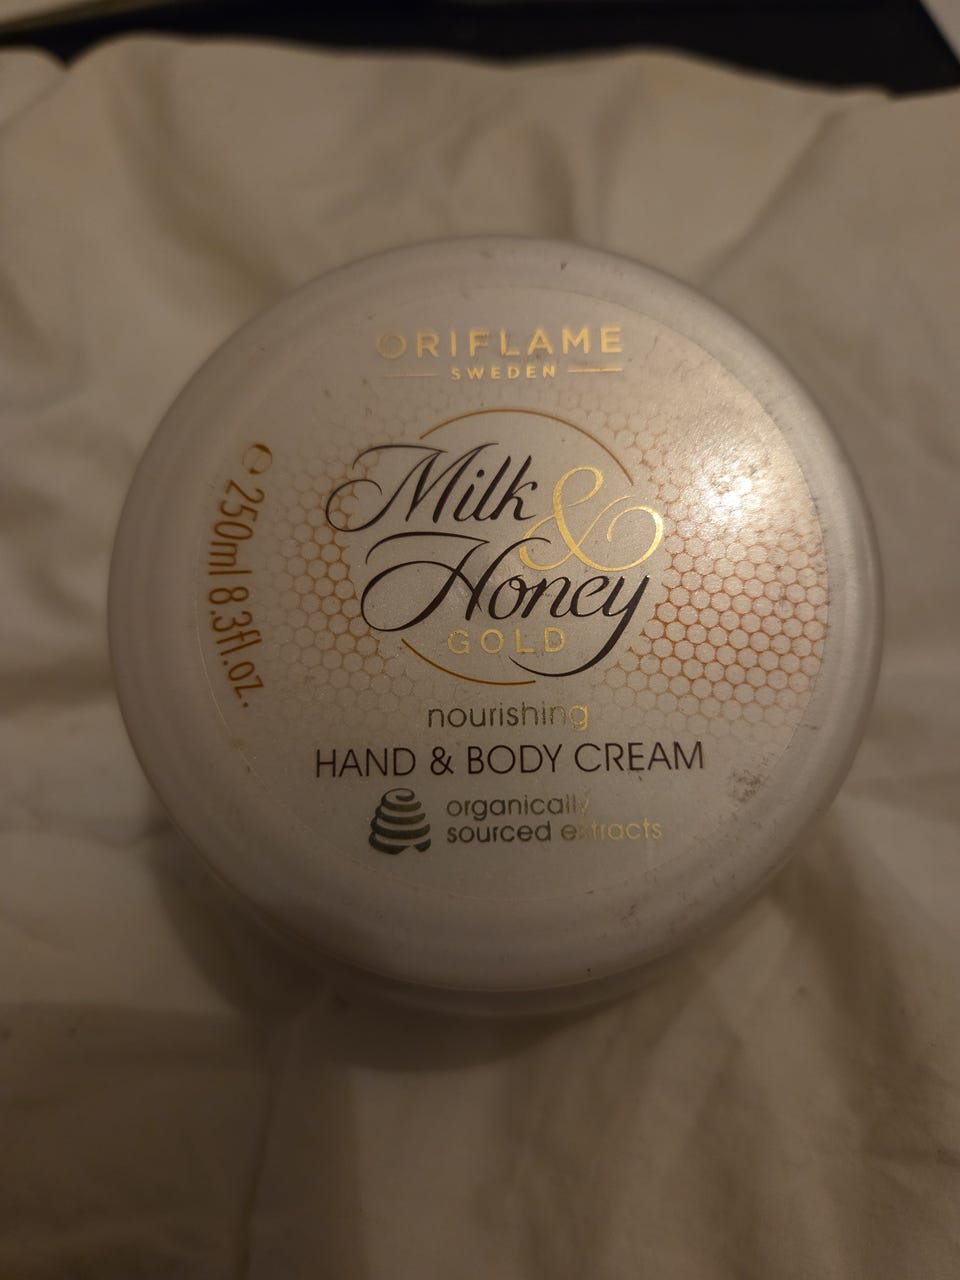 ORIFLAME
SWEDEN
Milk &
Honey
GOLD
nourishing
HAND & BODY CREAM
organically
sourced extracts
℮ 250ml 8.3fl.oz.